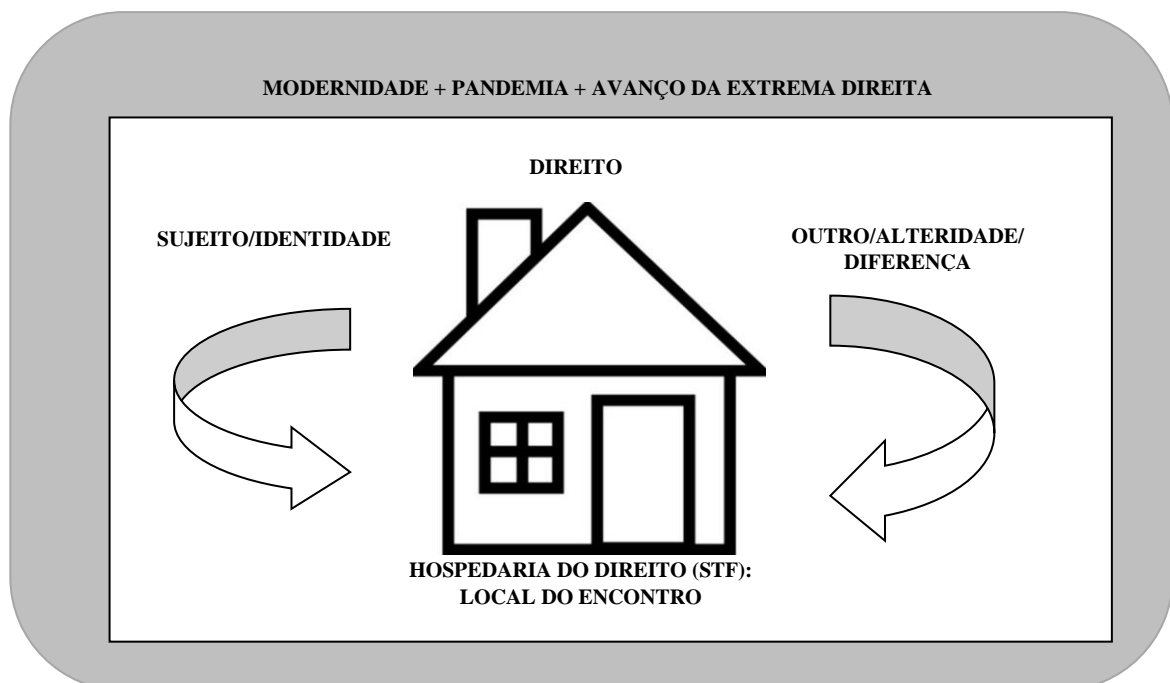 MODERNIDADE + PANDEMIA + AVANÇO DA EXTREMA DIREITA
DIREITO
SUJEITO/IDENTIDADE
OUTRO/ALTERIDADE/
DIFERENÇA
HOSPEDARIA DO DIREITO (STF):
LOCAL DO ENCONTRO